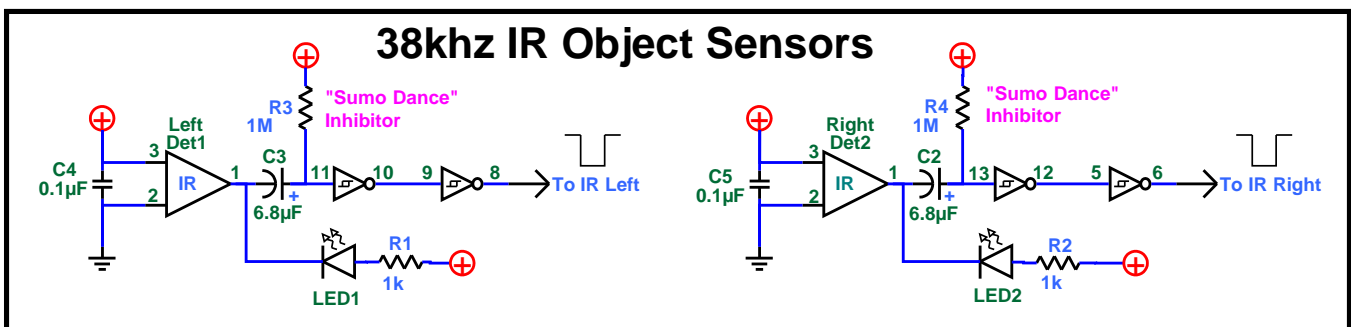 38khz IR Object Sensors
R3
1M
"Sumo Dance"
Inhibitor
Left
Det1
C4
0.1µF
3
2
IR
1
C3
+
6.8µF
11
10
9
8
To IR Left
R1
1k
LED1
R4
1M
"Sumo Dance"
Inhibitor
Right
Det2
C5
0.1µF
3
2
IR
1
C2
+
6.8µF
13
12
5
6
To IR Right
R2
1k
LED2